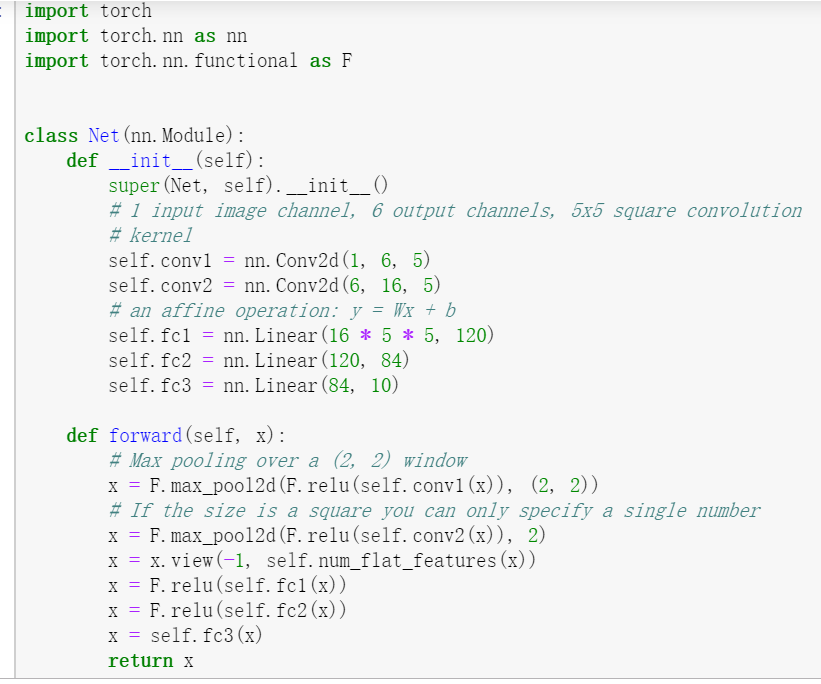 import torch
import torch.nn as nn
import torch.nn.functional as F
class Net(nn.Module):
    def __init__(self):
        super(Net, self).__init__()
        # 1 input image channel, 6 output channels, 5x5 square convolution
        # kernel
        self.conv1 = nn.Conv2d(1, 6, 5)
        self.conv2 = nn.Conv2d(6, 16, 5)
        # an affine operation: y = Wx + b
        self.fc1 = nn.Linear(16 * 5 * 5, 120)
        self.fc2 = nn.Linear(120, 84)
        self.fc3 = nn.Linear(84, 10)
    def forward(self, x):
        # Max pooling over a (2, 2) window
        x = F.max_pool2d(F.relu(self.conv1(x)), (2, 2))
        # If the size is a square you can only specify a single number
        x = F.max_pool2d(F.relu(self.conv2(x)), 2)
        x = x.view(-1, self.num_flat_features(x))
        x = F.relu(self.fc1(x))
        x = F.relu(self.fc2(x))
        x = self.fc3(x)
        return x